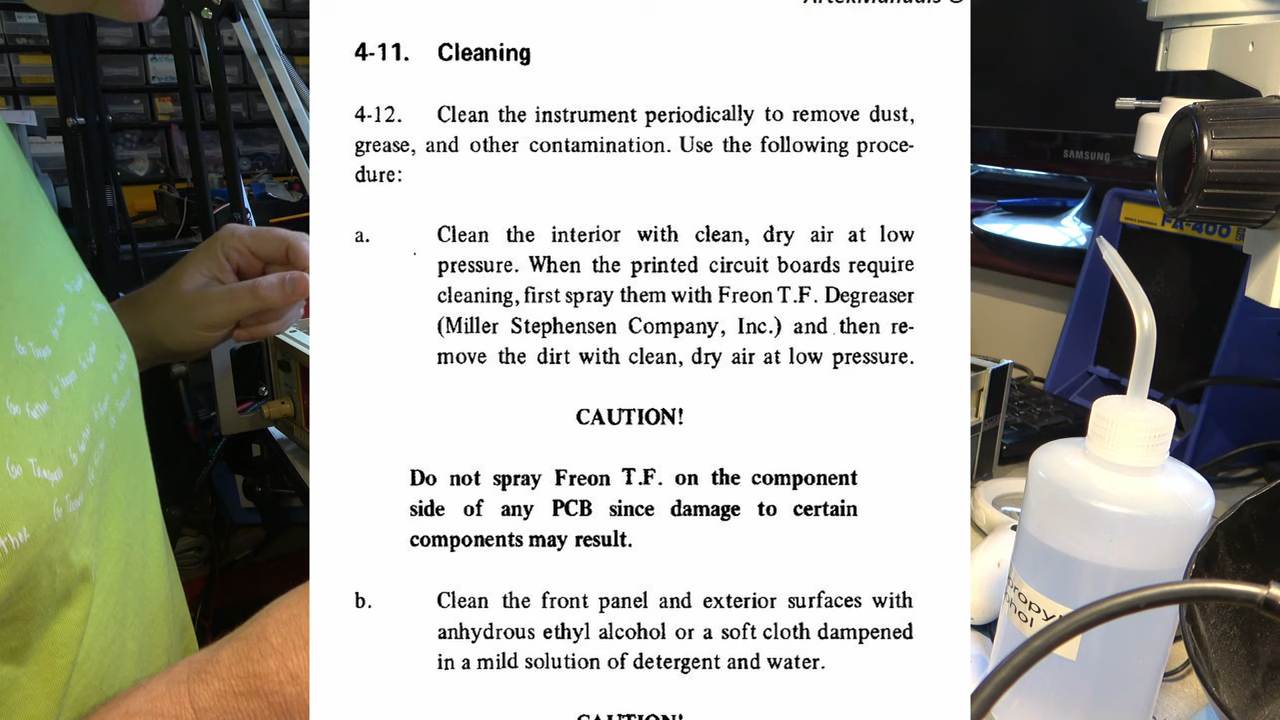 ArtekManuals ©
4-11. Cleaning
4-12. Clean the instrument periodically to remove dust,
grease, and other contamination. Use the following proce-
dure:
a. Clean the interior with clean, dry air at low
pressure. When the printed circuit boards require
cleaning, first spray them with Freon T.F. Degreaser
(Miller Stephensen Company, Inc.) and then re-
move the dirt with clean, dry air at low pressure.
CAUTION!
Do not spray Freon T.F. on the component
side of any PCB since damage to certain
components may result.
b. Clean the front panel and exterior surfaces with
anhydrous ethyl alcohol or a soft cloth dampened
in a mild solution of detergent and water.
CAUTION!
SAMSUNG
FA-400
propyl
ohol